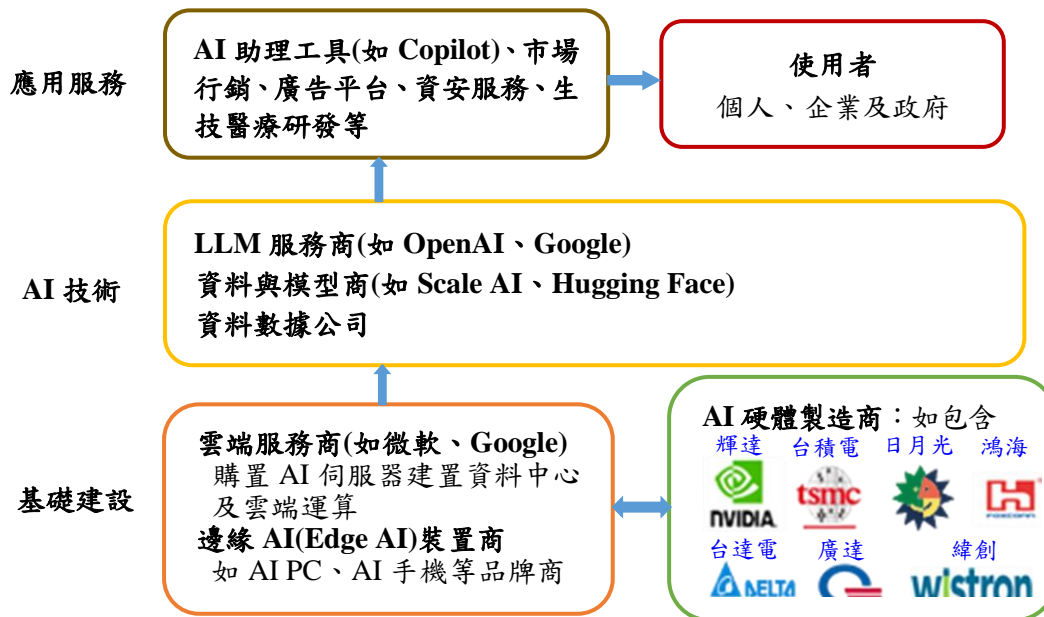 應用服務
AI 助理工具(如 Copilot)、市場
行銷、廣告平台、資安服務、生
技醫療研發等
使用者
個人、企業及政府
AI 技術
LLM 服務商(如 OpenAI、Google)
資料與模型商(如 Scale AI、Hugging Face)
資料數據公司
基礎建設
雲端服務商(如微軟、Google)
購置 AI 伺服器建置資料中心
及雲端運算
邊緣 AI(Edge AI)裝置商
如 AI PC、AI 手機等品牌商
AI 硬體製造商：如包含
輝達 台積電 日月光 鴻海
NVIDIA tsmc FOXCONN
台達電 廣達 緯創
DELTA wistron